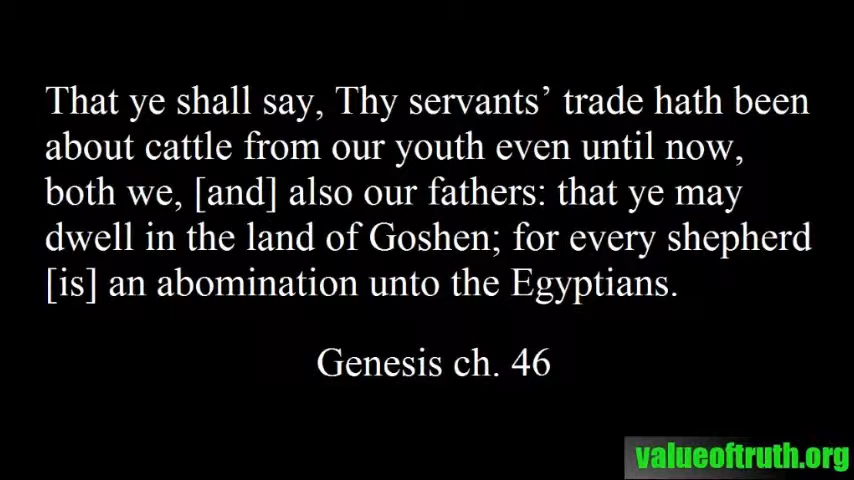 That ye shall say, Thy servants’ trade hath been
about cattle from our youth even until now,
both we, [and] also our fathers: that ye may
dwell in the land of Goshen; for every shepherd
[is] an abomination unto the Egyptians.
Genesis ch. 46
valueoftruth.org